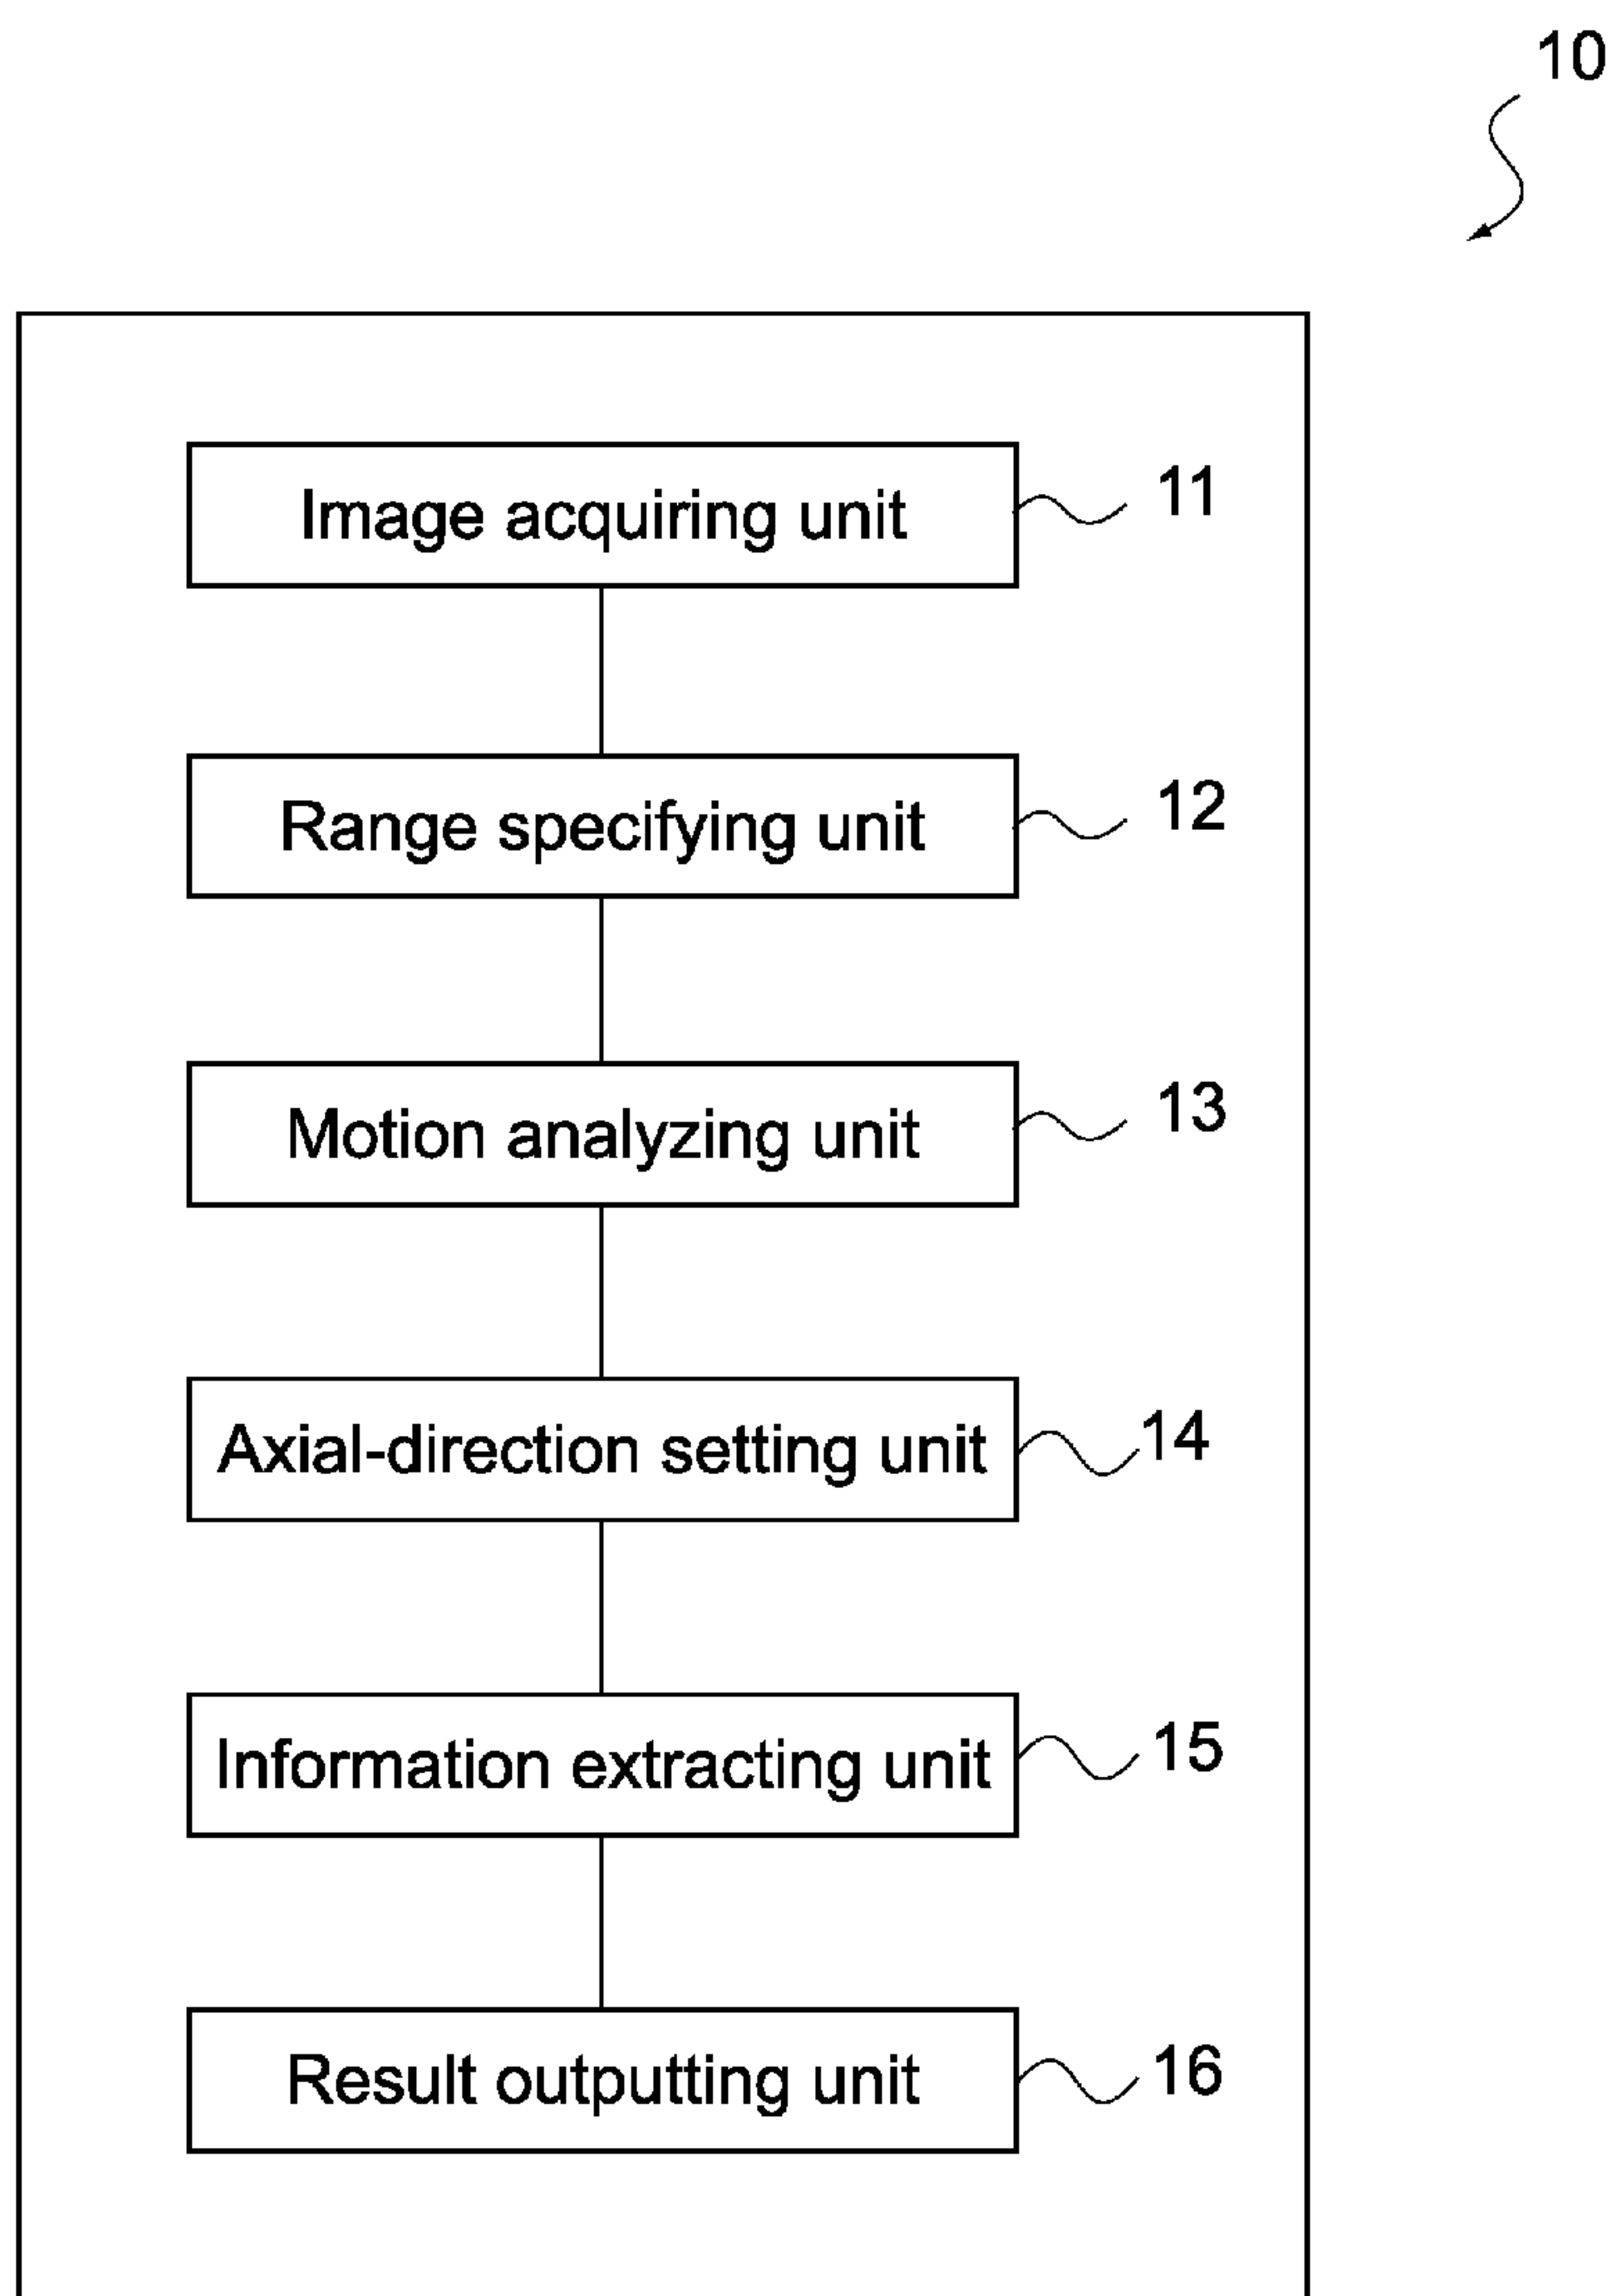 10
Image acquiring unit 11
Range specifying unit 12
Motion analyzing unit 13
Axial-direction setting unit 14
Information extracting unit 15
Result outputting unit 16